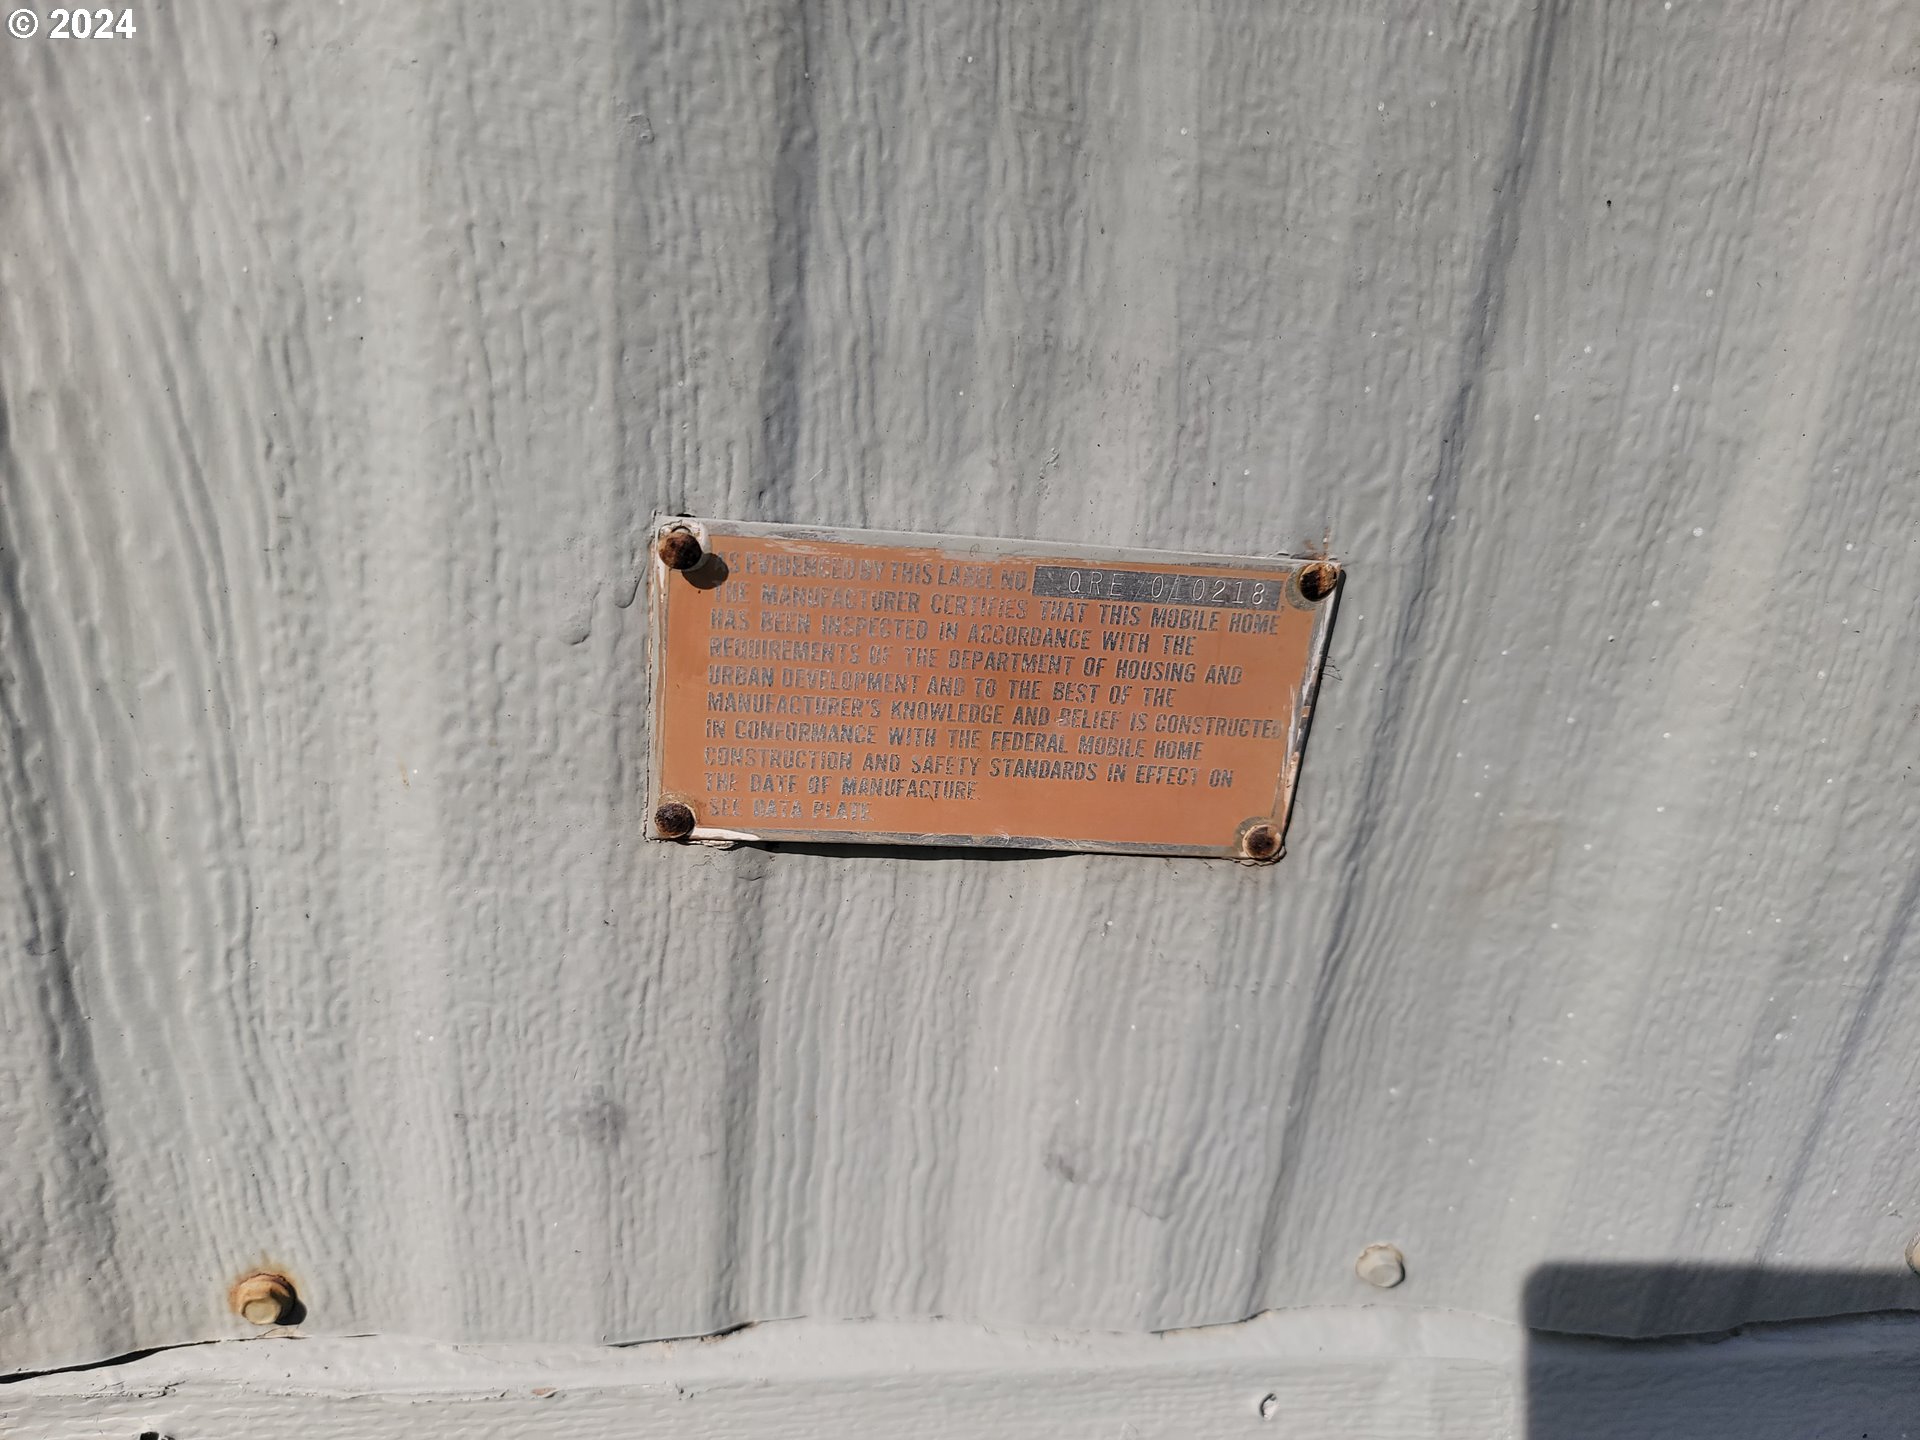 © 2024
AS EVIDENCED BY THIS LABEL NO. QRE 010218,
THE MANUFACTURER CERTIFIES THAT THIS MOBILE HOME
HAS BEEN INSPECTED IN ACCORDANCE WITH THE
REQUIREMENTS OF THE DEPARTMENT OF HOUSING AND
URBAN DEVELOPMENT AND TO THE BEST OF THE
MANUFACTURER'S KNOWLEDGE AND BELIEF IS CONSTRUCTED
IN CONFORMANCE WITH THE FEDERAL MOBILE HOME
CONSTRUCTION AND SAFETY STANDARDS IN EFFECT ON
THE DATE OF MANUFACTURE.
SEE DATA PLATE.